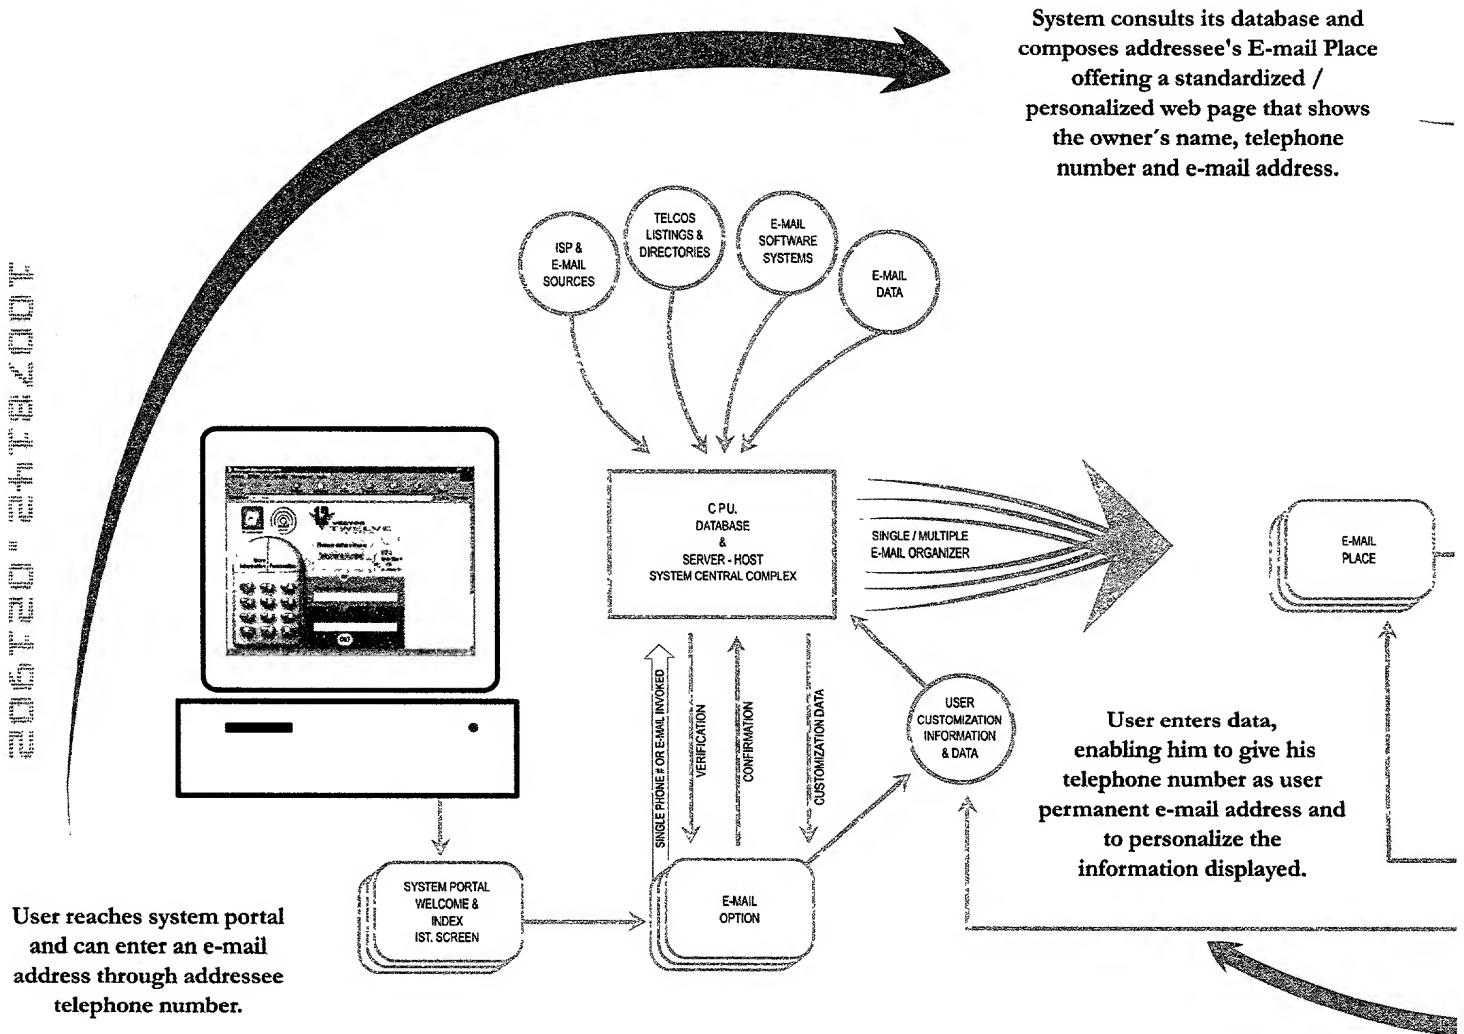 System consults its database and
composes addressee's E-mail Place
offering a standardized /
personalized web page that shows
the owner´s name, telephone
number and e-mail address.
ISP &
E-MAIL
SOURCES
TELCOS
LISTINGS &
DIRECTORIES
E-MAIL
SOFTWARE
SYSTEMS
E-MAIL
DATA
TWELVE
C P U.
DATABASE
&
SERVER - HOST
SYSTEM CENTRAL COMPLEX
SINGLE / MULTIPLE
E-MAIL ORGANIZER
E-MAIL
PLACE
SINGLE PHONE # OR E-MAIL INVOKED
VERIFICATION
CONFIRMATION
CUSTOMIZATION DATA
USER
CUSTOMIZATION
INFORMATION
& DATA
User enters data,
enabling him to give his
telephone number as user
permanent e-mail address and
to personalize the
information displayed.
SYSTEM PORTAL
WELCOME &
INDEX
IST. SCREEN
E-MAIL
OPTION
User reaches system portal
and can enter an e-mail
address through addressee
telephone number.
10078142.021902